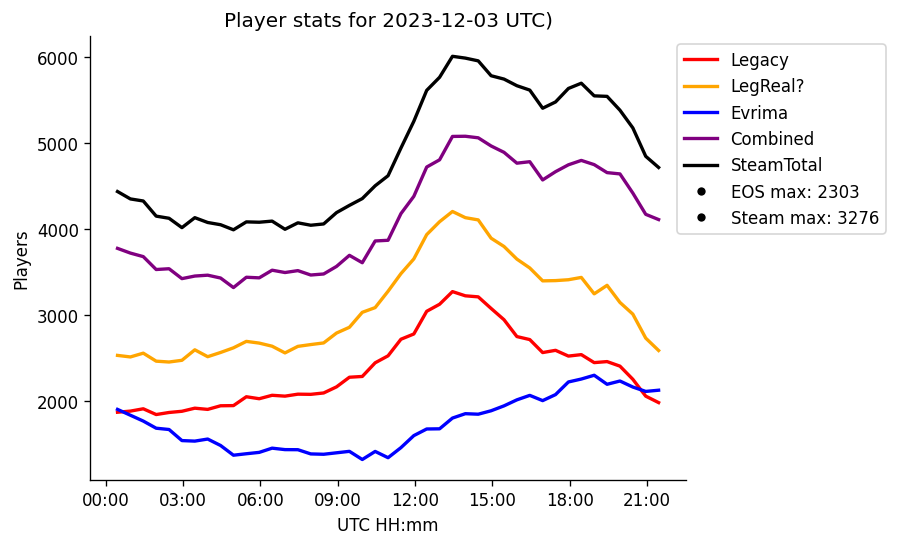 Player stats for 2023-12-03 UTC)
Players
6000
5000
4000
3000
2000
00:00 03:00 06:00 09:00 12:00 15:00 18:00 21:00
UTC HH:mm
Legacy
LegReal?
Evrima
Combined
SteamTotal
EOS max: 2303
Steam max: 3276